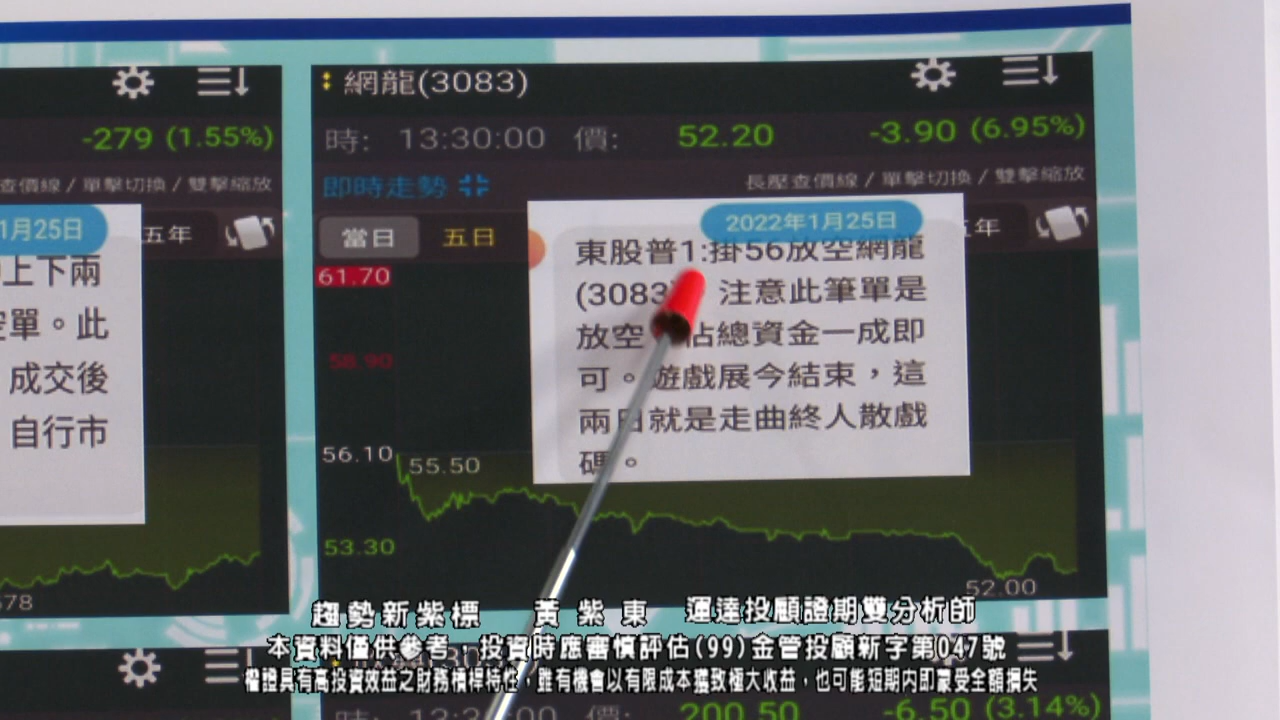 -279 (1.55%)
查價線 / 單擊切換 / 雙擊縮放
1月25日
五年
上下兩
空單。此
成交後
自行市
578
網龍(3083)
時: 13:30:00 價: 52.20 -3.90 (6.95%)
即時走勢
長壓查價線 / 單擊切換 / 雙擊縮放
當日 五日
年
2022年1月25日
東股普1:掛56放空網龍
(3083 注意此筆單是
放空 佔總資金一成即
可。遊戲展今結束，這
兩日就是走曲終人散戲
碼。
61.70
58.90
56.10
55.50
53.30
52.00
趨勢新紫標 黃紫東 運達投顧證期雙分析師
本資料僅供參考 投資時應審慎評估(99)金管投顧新字第047號
權證具有高投資效益之財務槓桿特性，雖有機會以有限成本獲致極大收益，也可能短期內即蒙受全額損失
時: 13:30:00 價: 200.50 -6.50 (3.14%)